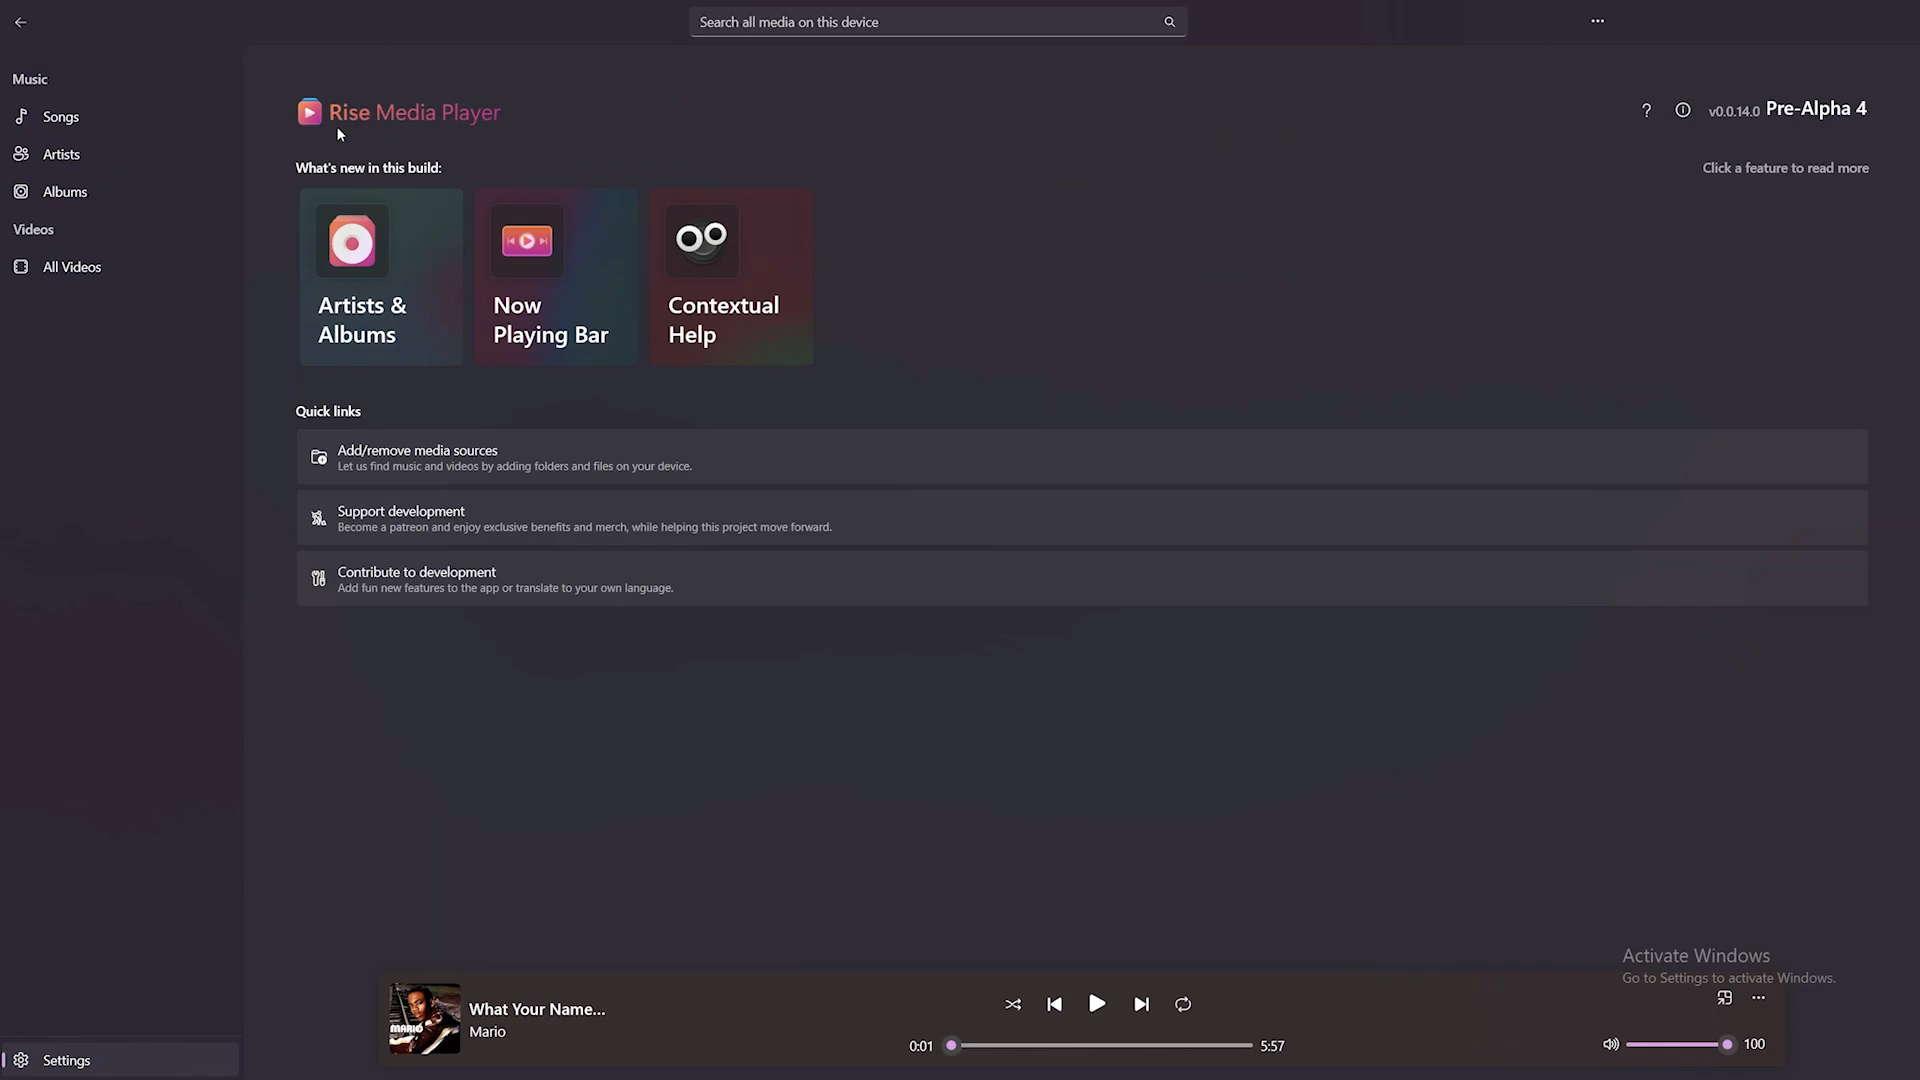 Search all media on this device
Music
Songs
Artists
Albums
Videos
All Videos
Settings
Rise Media Player
v0.0.14.0 Pre-Alpha 4
What's new in this build:
Click a feature to read more
Artists &
Albums
Now
Playing Bar
Contextual
Help
Quick links
Add/remove media sources
Let us find music and videos by adding folders and files on your device.
Support development
Become a patreon and enjoy exclusive benefits and merch, while helping this project move forward.
Contribute to development
Add fun new features to the app or translate to your own language.
Activate Windows
Go to Settings to activate Windows.
MARIO
What Your Name...
Mario
0:01
5:57
100